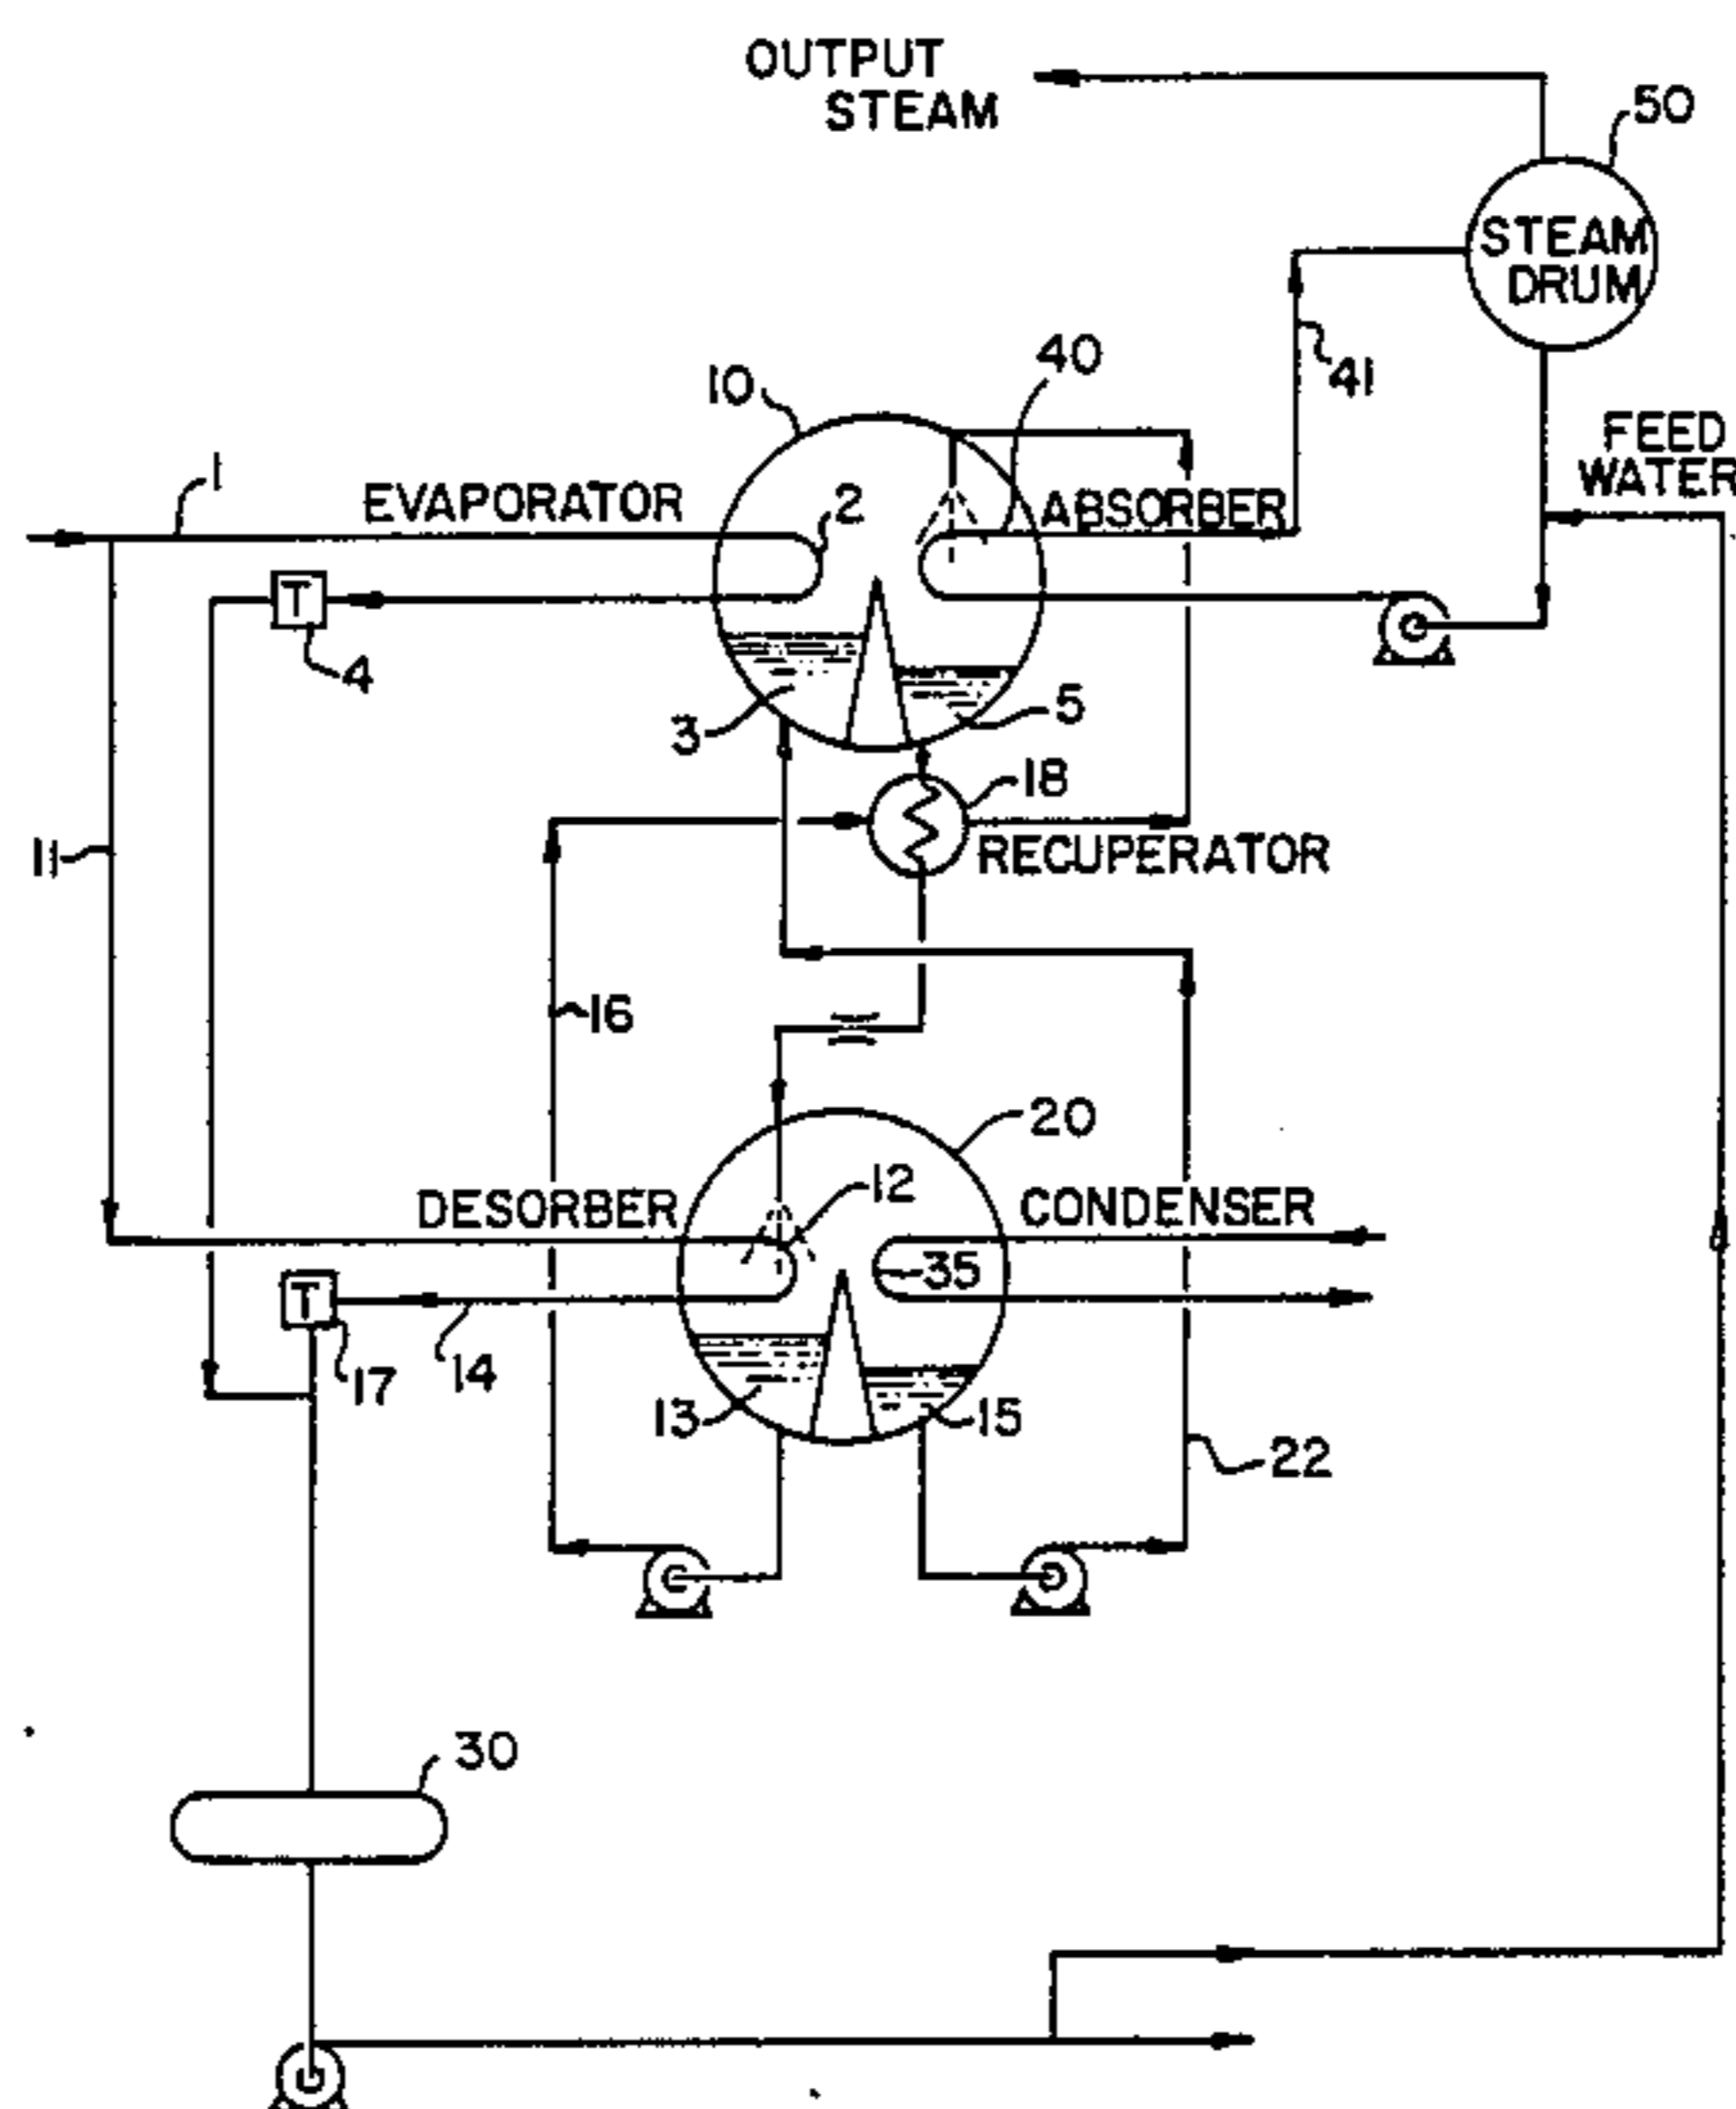 OUTPUT
STEAM
50
STEAM
DRUM
40
10
41
FEED
WATER
1
EVAPORATOR
2
ABSORBER
T
4
3
5
18
11
RECUPERATOR
16
20
12
DESORBER
CONDENSER
35
T
14
17
13
15
22
30